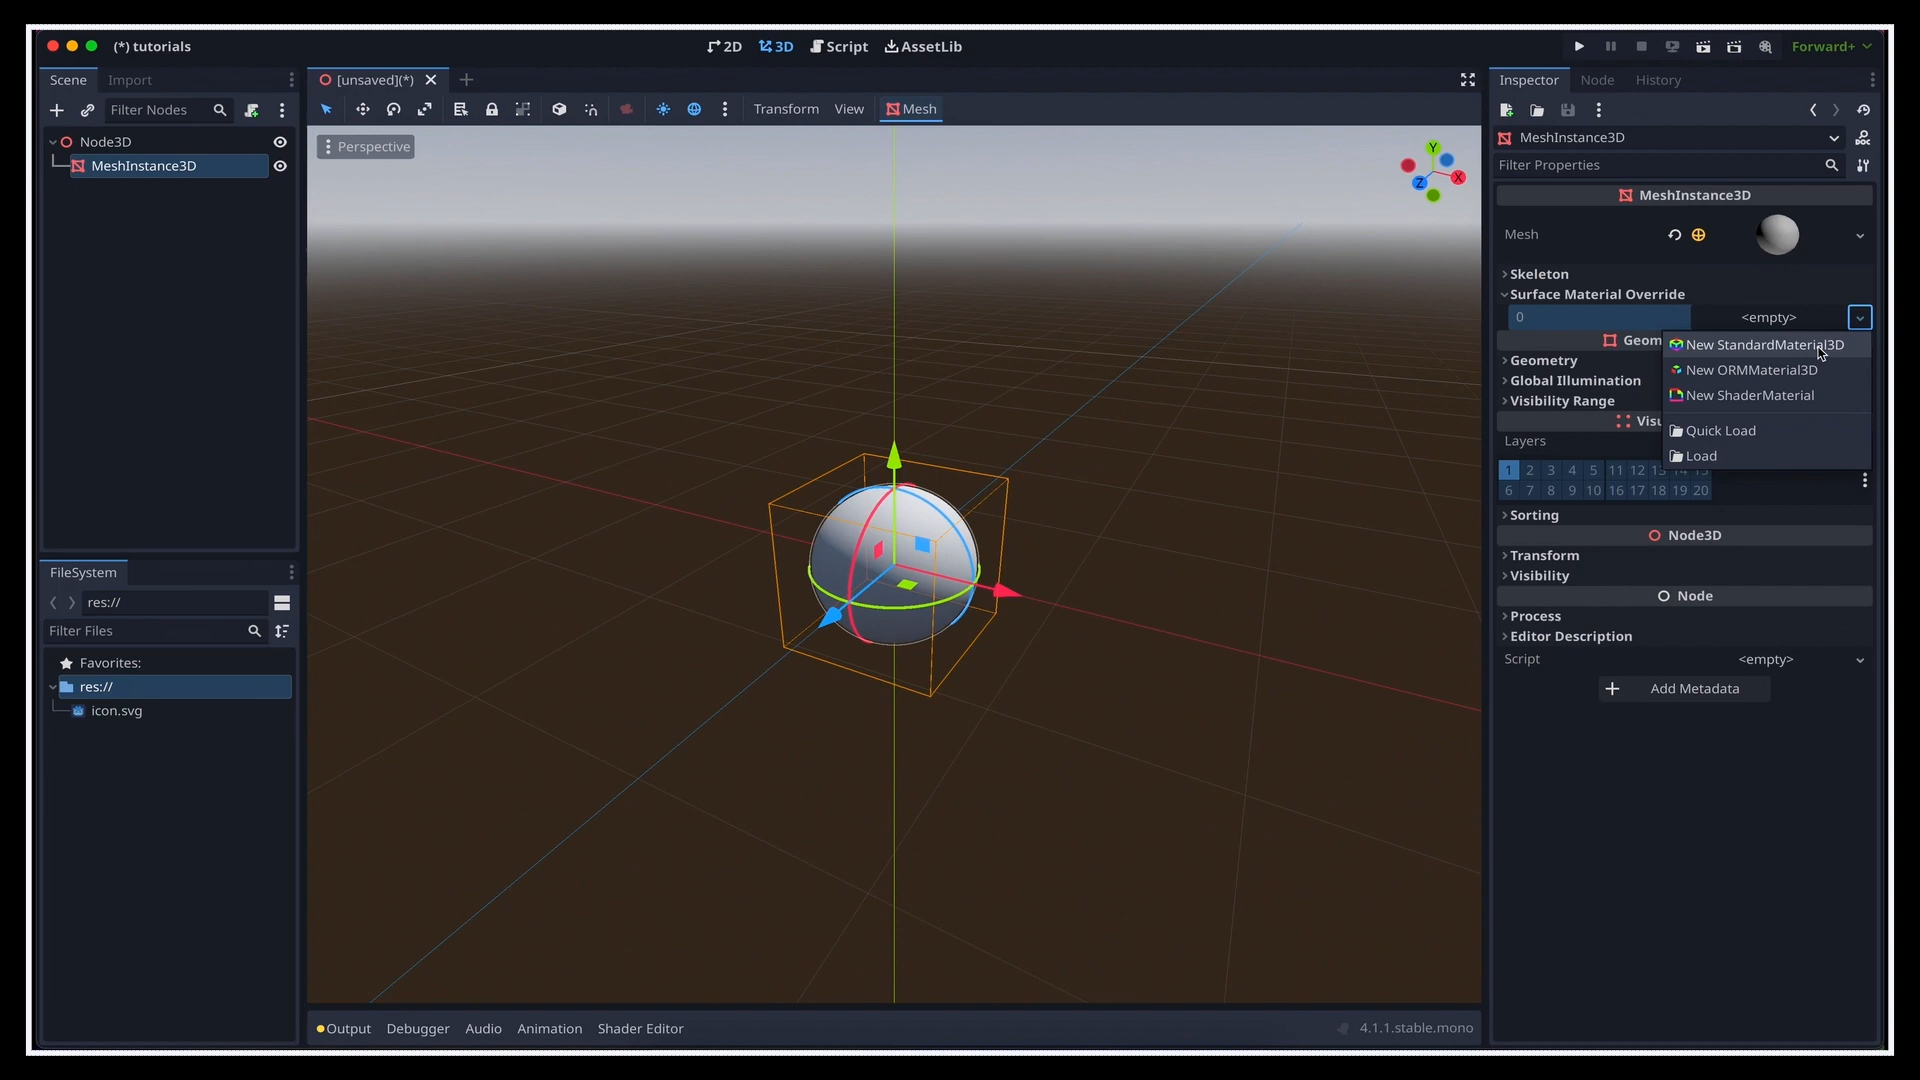 (*) tutorials
2D 3D Script AssetLib
Forward+
Scene Import
Filter Nodes
Node3D
MeshInstance3D
[unsaved](*)
Transform View Mesh
Perspective
Y
X
Z
FileSystem
res://
Filter Files
Favorites:
res://
icon.svg
Output Debugger Audio Animation Shader Editor
4.1.1.stable.mono
Inspector Node History
MeshInstance3D
Filter Properties
MeshInstance3D
Mesh
Skeleton
Surface Material Override
0 <empty>
Geom
New StandardMaterial3D
Geometry
New ORMMaterial3D
Global Illumination
New ShaderMaterial
Visibility Range
Visu
Quick Load
Layers
Load
1 2 3 4 5 11 12 13 14 15
6 7 8 9 10 16 17 18 19 20
Sorting
Node3D
Transform
Visibility
Node
Process
Editor Description
Script <empty>
Add Metadata